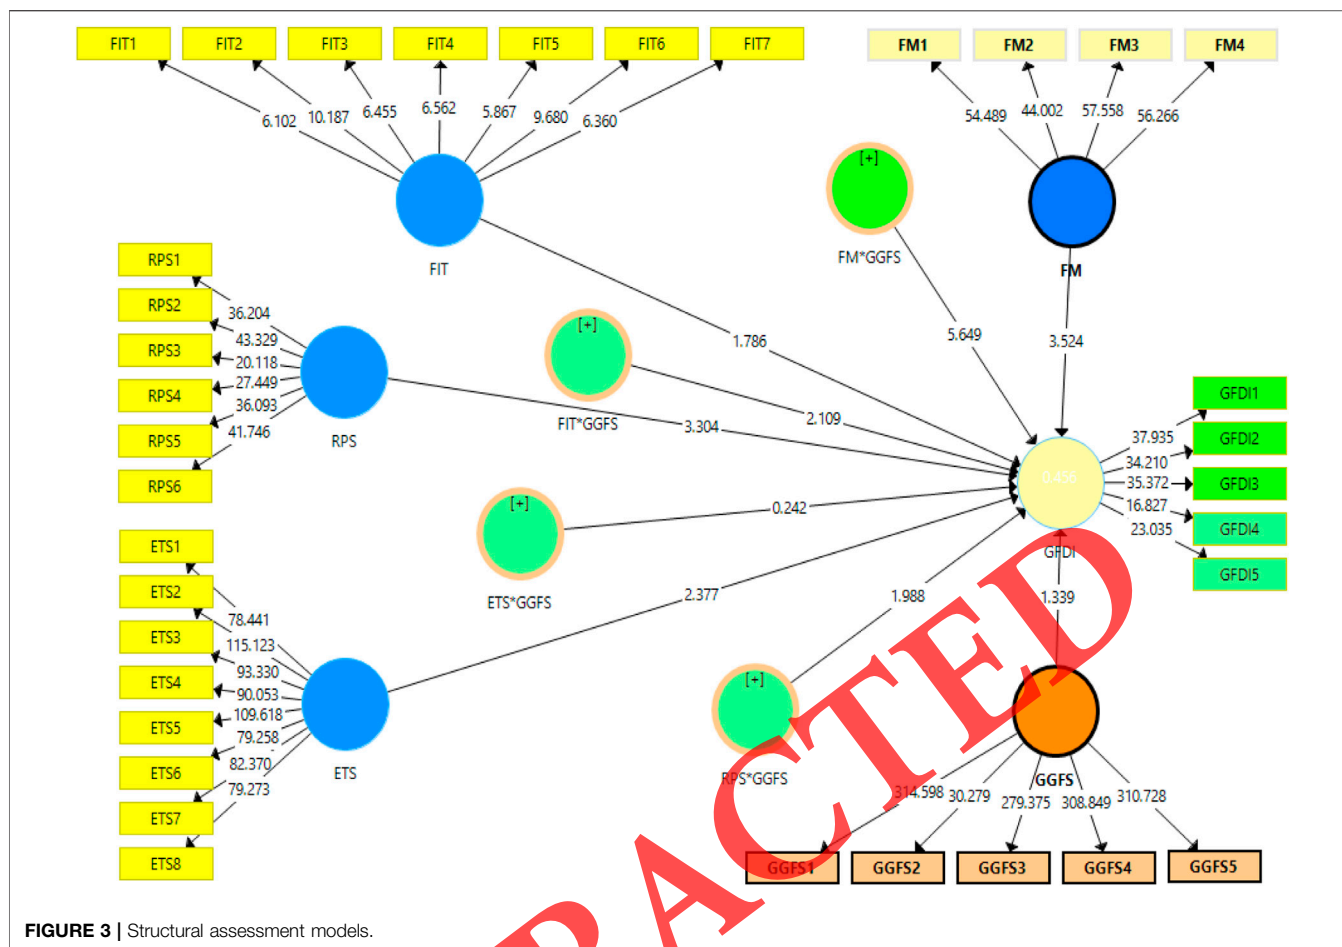 FIT1 FIT2 FIT3 FIT4 FIT5 FIT6 FIT7
6.102 10.187 6.455 6.562 5.867 9.680 6.360
FIT
FM1 FM2 FM3 FM4
54.489 44.002 57.558 56.266
FM
[+]
FM*GGFS
5.649
3.524
1.786
RPS1
RPS2
RPS3
RPS4
RPS5
RPS6
36.204
43.329
20.118
27.449
36.093
41.746
RPS
3.304
[+]
FIT*GGFS
2.109
[+]
ETS*GGFS
0.242
ETS1
ETS2
ETS3
ETS4
ETS5
ETS6
ETS7
ETS8
78.441
115.123
93.330
90.053
109.618
79.258
82.370
79.273
ETS
2.377
[+]
RPS*GGFS
1.988
0.456
GFDI
37.935
34.210
35.372
16.827
23.035
GFDI1
GFDI2
GFDI3
GFDI4
GFDI5
1.339
GGFS
314.598 30.279 279.375 308.849 310.728
GGFS1 GGFS2 GGFS3 GGFS4 GGFS5
RACTED
FIGURE 3 | Structural assessment models.